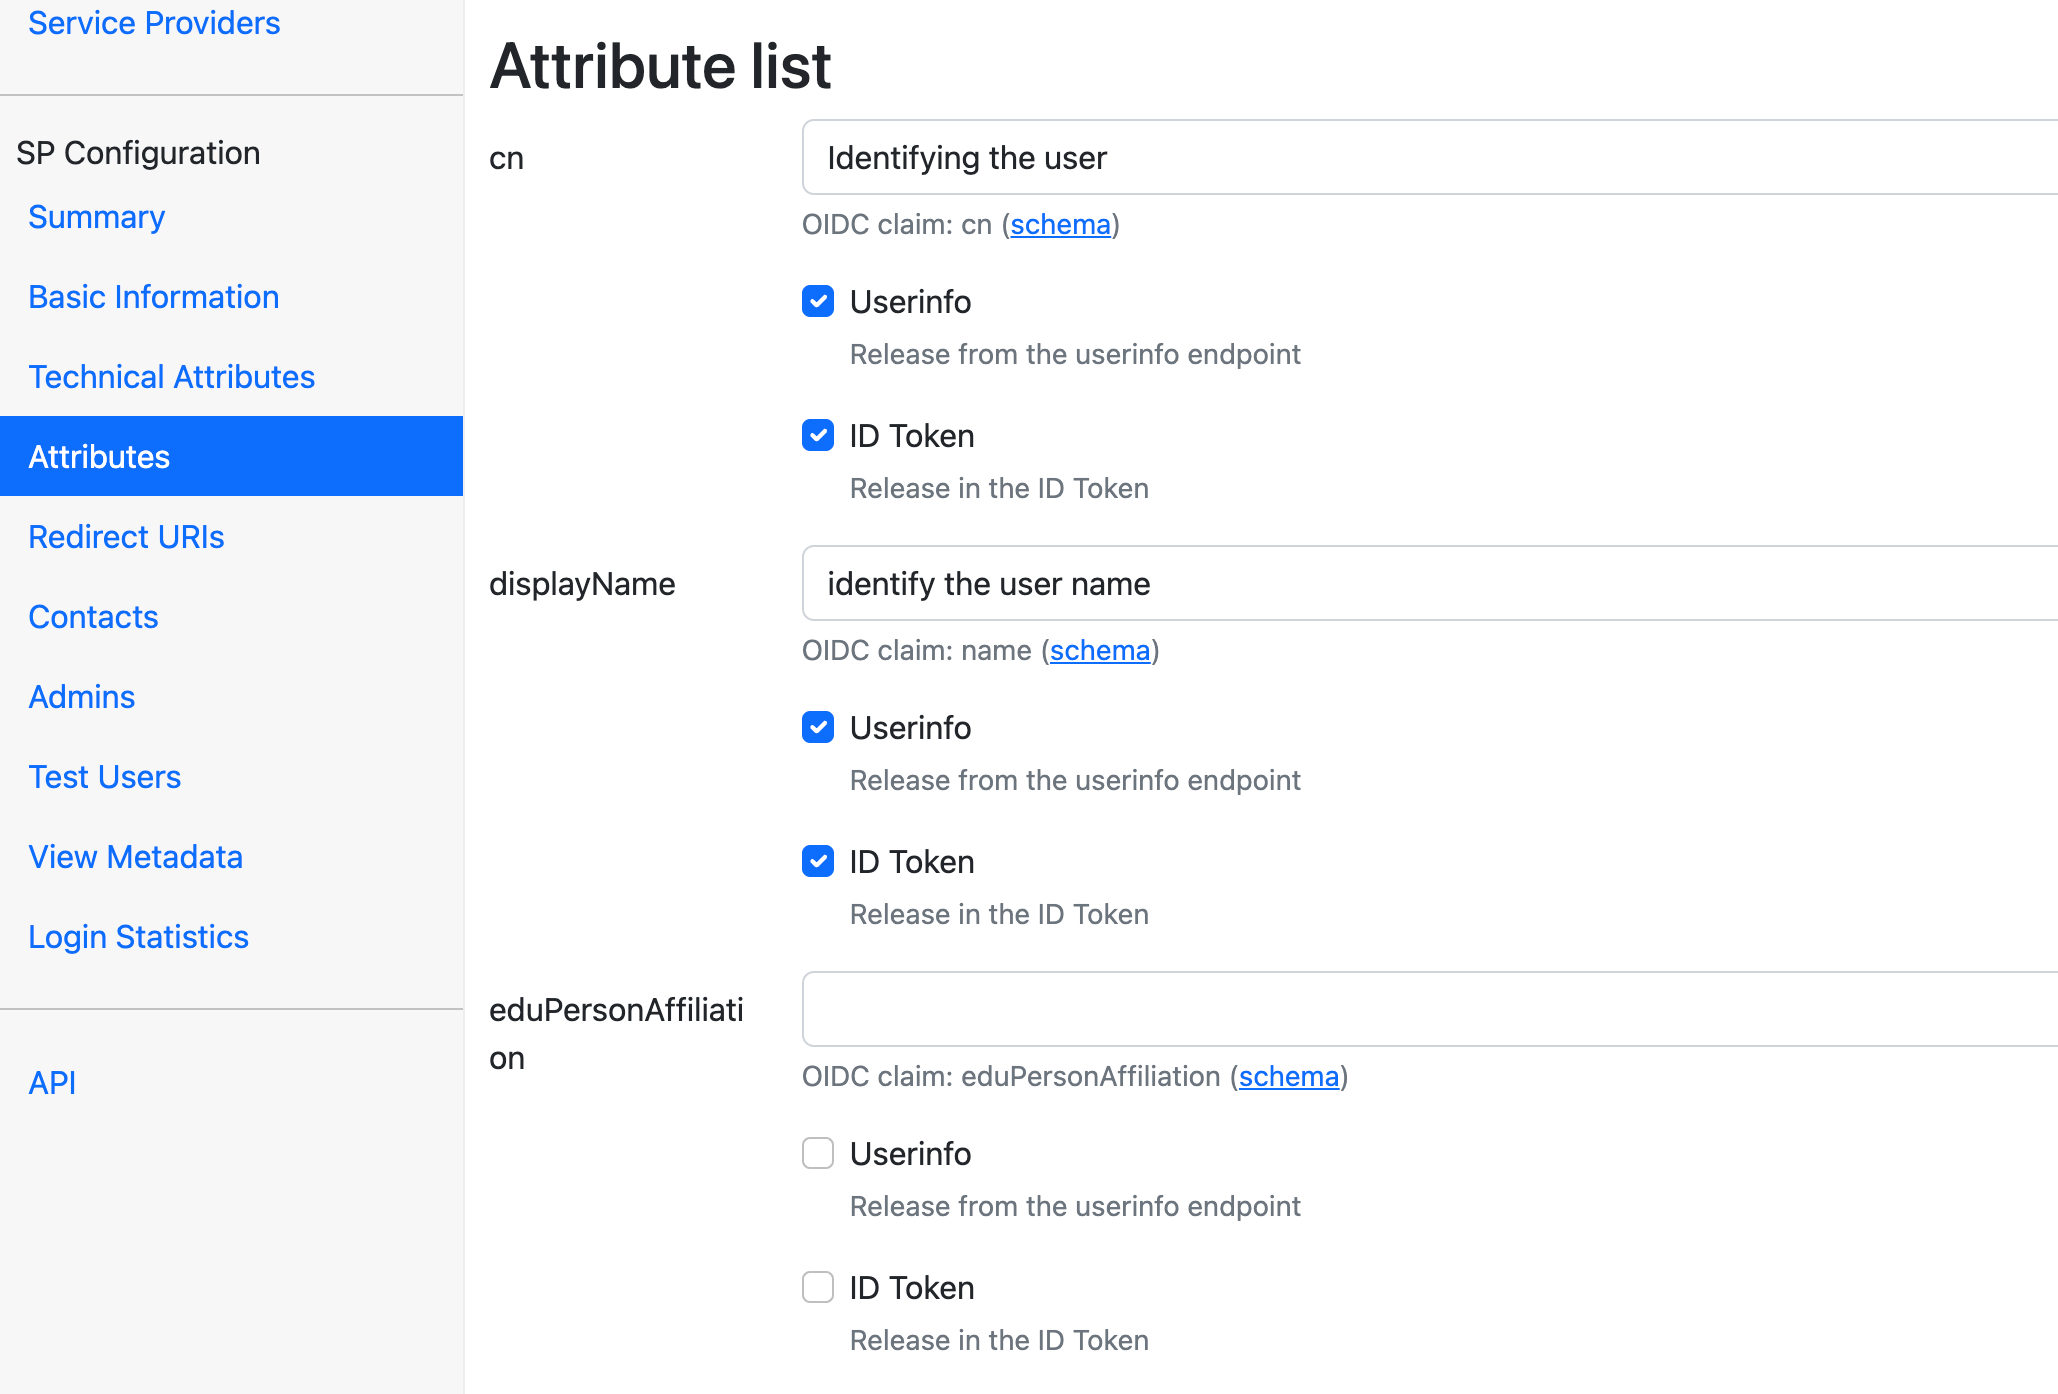 Service Providers
SP Configuration
Summary
Basic Information
Technical Attributes
Attributes
Redirect URIs
Contacts
Admins
Test Users
View Metadata
Login Statistics
API
Attribute list
cn
Identifying the user
OIDC claim: cn (schema)
Userinfo
Release from the userinfo endpoint
ID Token
Release in the ID Token
displayName
identify the user name
OIDC claim: name (schema)
Userinfo
Release from the userinfo endpoint
ID Token
Release in the ID Token
eduPersonAffiliati
on
OIDC claim: eduPersonAffiliation (schema)
Userinfo
Release from the userinfo endpoint
ID Token
Release in the ID Token